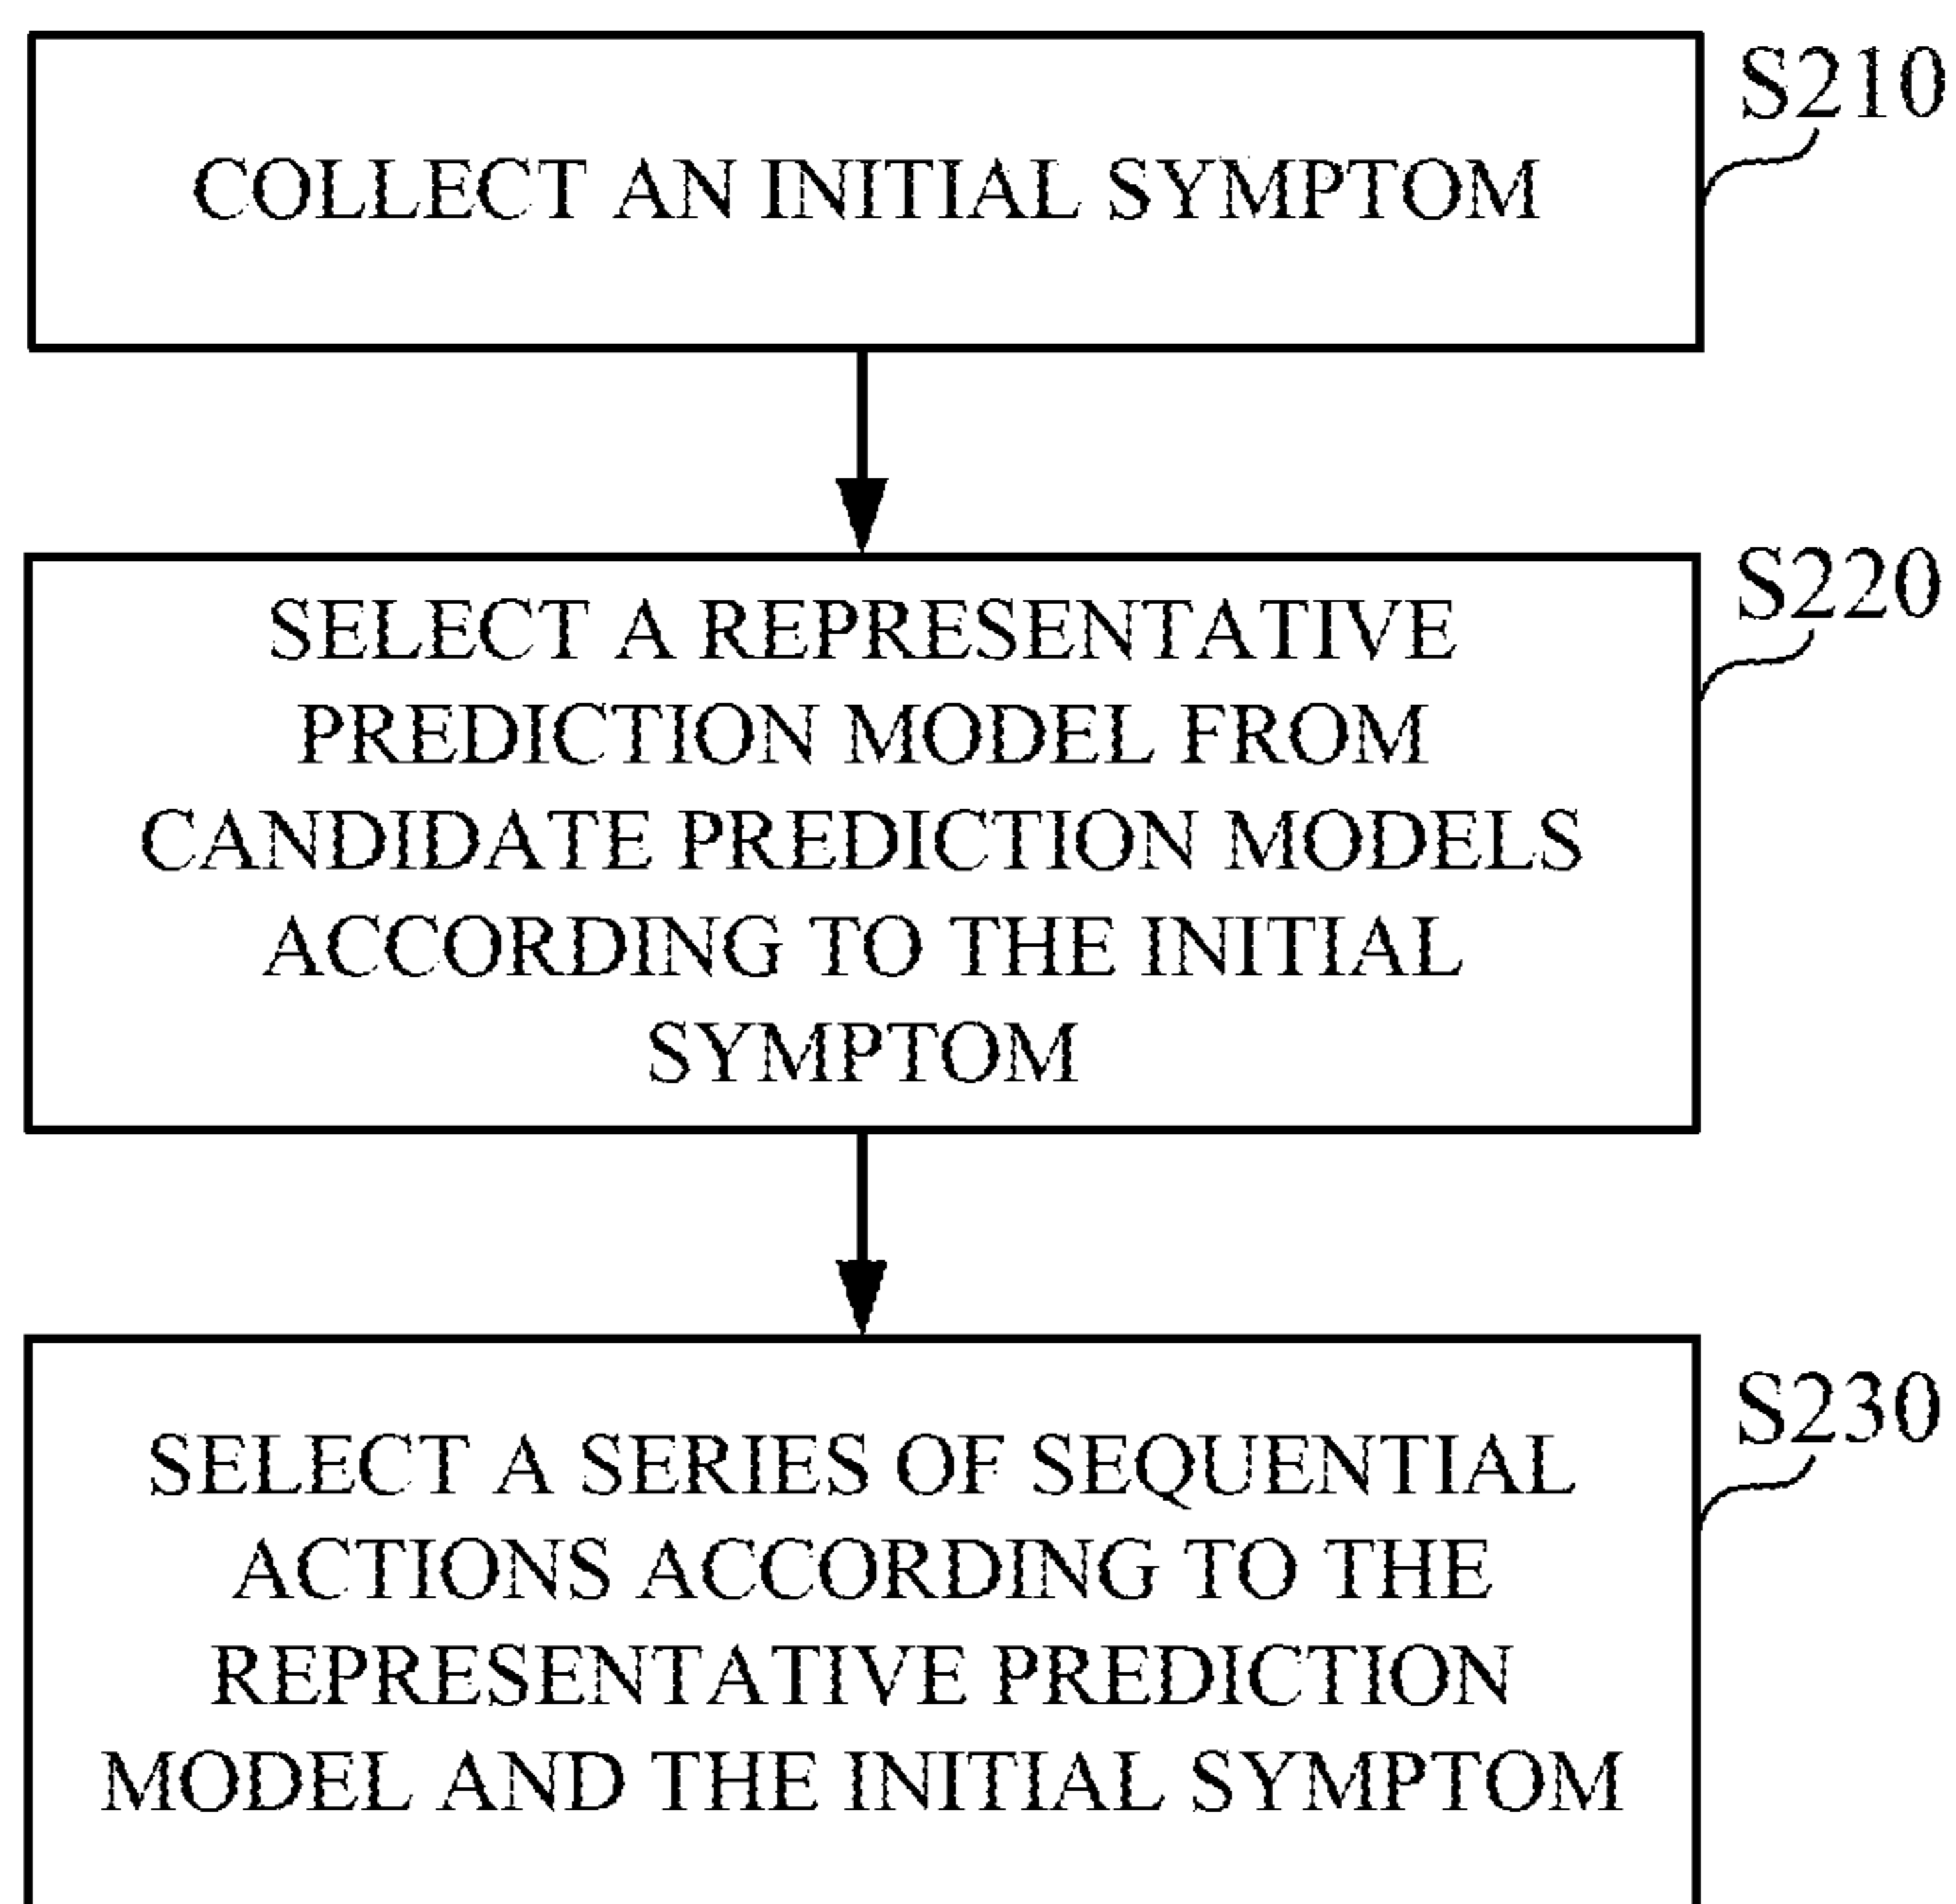 S210
COLLECT AN INITIAL SYMPTOM
S220
SELECT A REPRESENTATIVE
PREDICTION MODEL FROM
CANDIDATE PREDICTION MODELS
ACCORDING TO THE INITIAL
SYMPTOM
S230
SELECT A SERIES OF SEQUENTIAL
ACTIONS ACCORDING TO THE
REPRESENTATIVE PREDICTION
MODEL AND THE INITIAL SYMPTOM